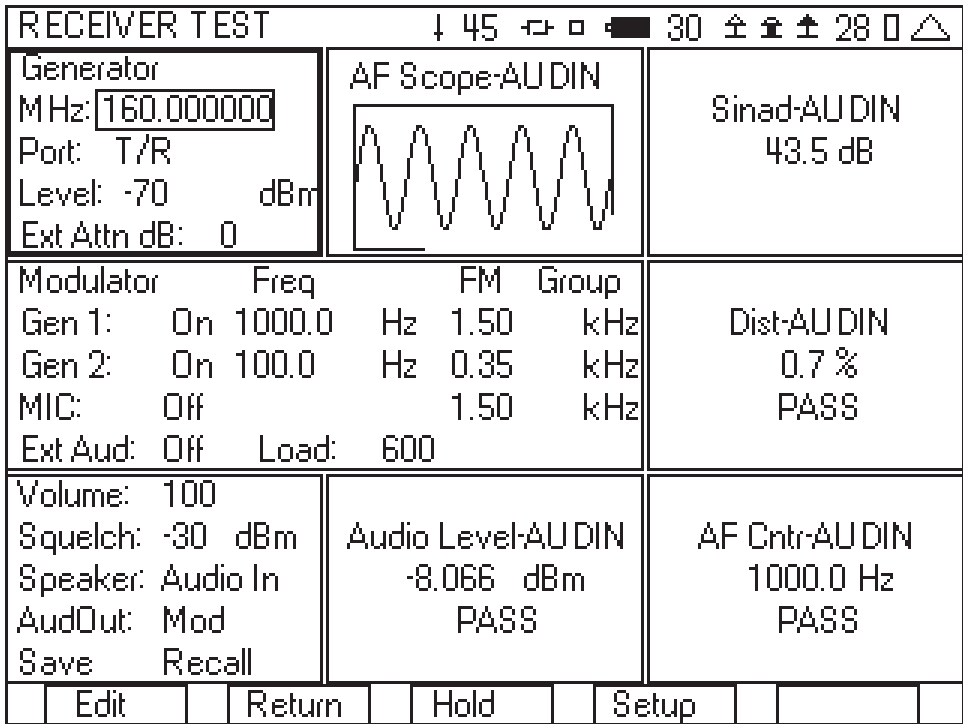 RECEIVER TEST 45 30 28
Generator
MHz: 160.000000
Port: T/R
Level: -70 dBm
Ext Attn dB: 0
AF Scope-AUDIN
Sinad-AUDIN
43.5 dB
Modulator Freq FM Group
Gen 1: On 1000.0 Hz 1.50 kHz
Gen 2: On 100.0 Hz 0.35 kHz
MIC: Off 1.50 kHz
Ext Aud: Off Load: 600
Dist-AUDIN
0.7 %
PASS
Volume: 100
Squelch: -30 dBm
Speaker: Audio In
AudOut: Mod
Save Recall
Audio Level-AUDIN
-8.066 dBm
PASS
AF Cntr-AUDIN
1000.0 Hz
PASS
Edit Return Hold Setup